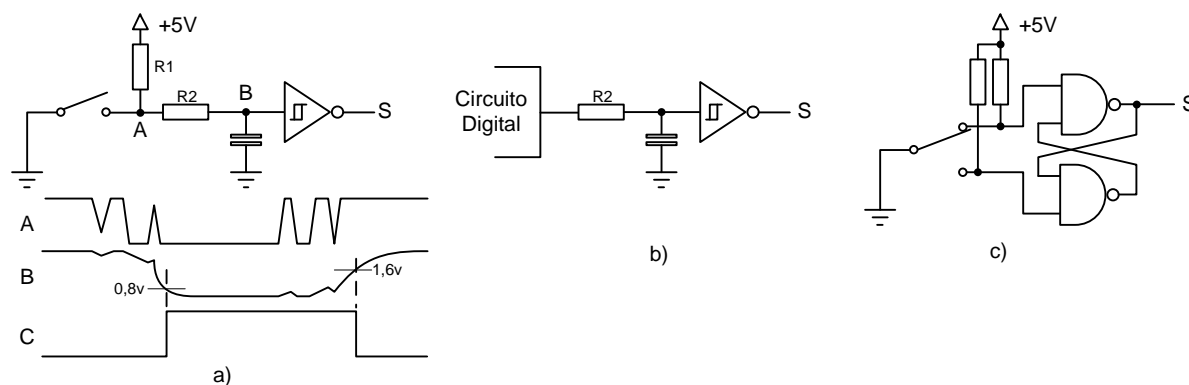 +5V
R1
R2
B
A
S
A
B
0,8v
1,6v
C
a)
Circuito
Digital
R2
S
b)
+5V
S
c)